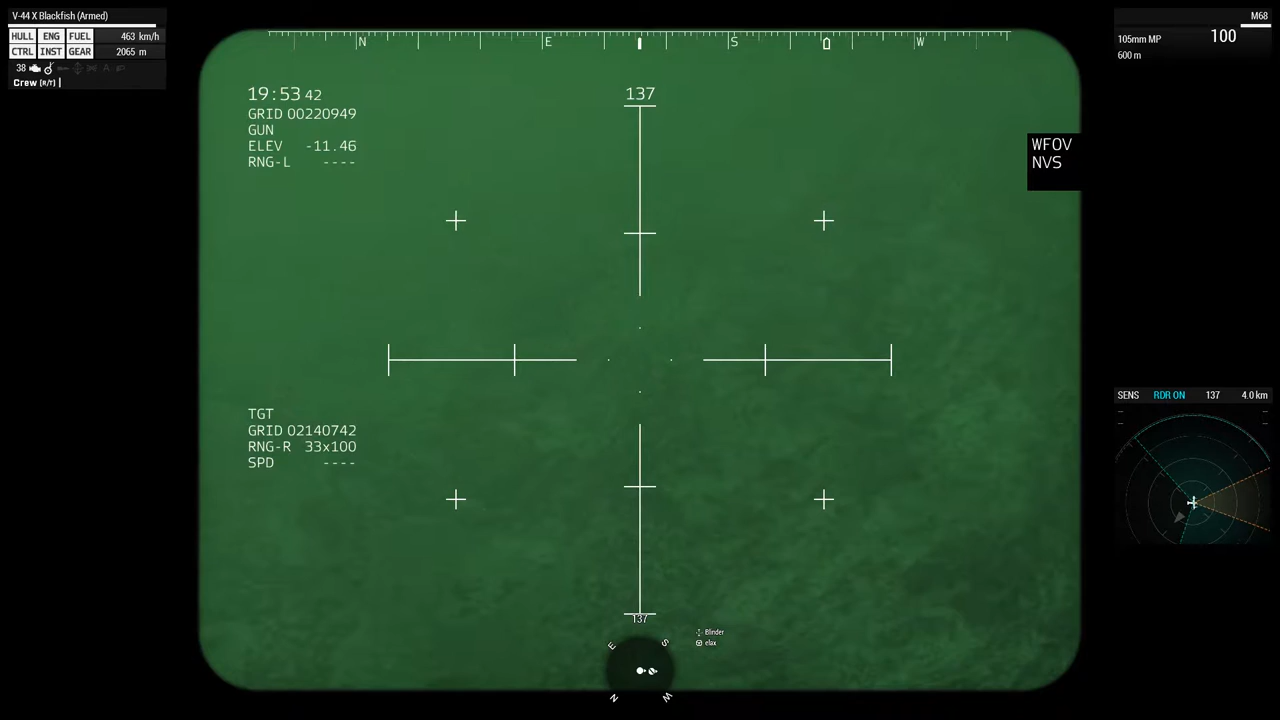 V-44 X Blackfish (Armed)
HULL ENG FUEL 463 km/h
CTRL INST GEAR 2065 m
38 A
Crew (R/T)
M68
105mm MP 100
600 m
N E S W
19:53 42
GRID 00220949
GUN
ELEV -11.46
RNG-L ----
137
WFOV
NVS
TGT
GRID 02140742
RNG-R 33x100
SPD ----
SENS RDR ON 137 4.0 km
137
Blinder
elax
E S
N W